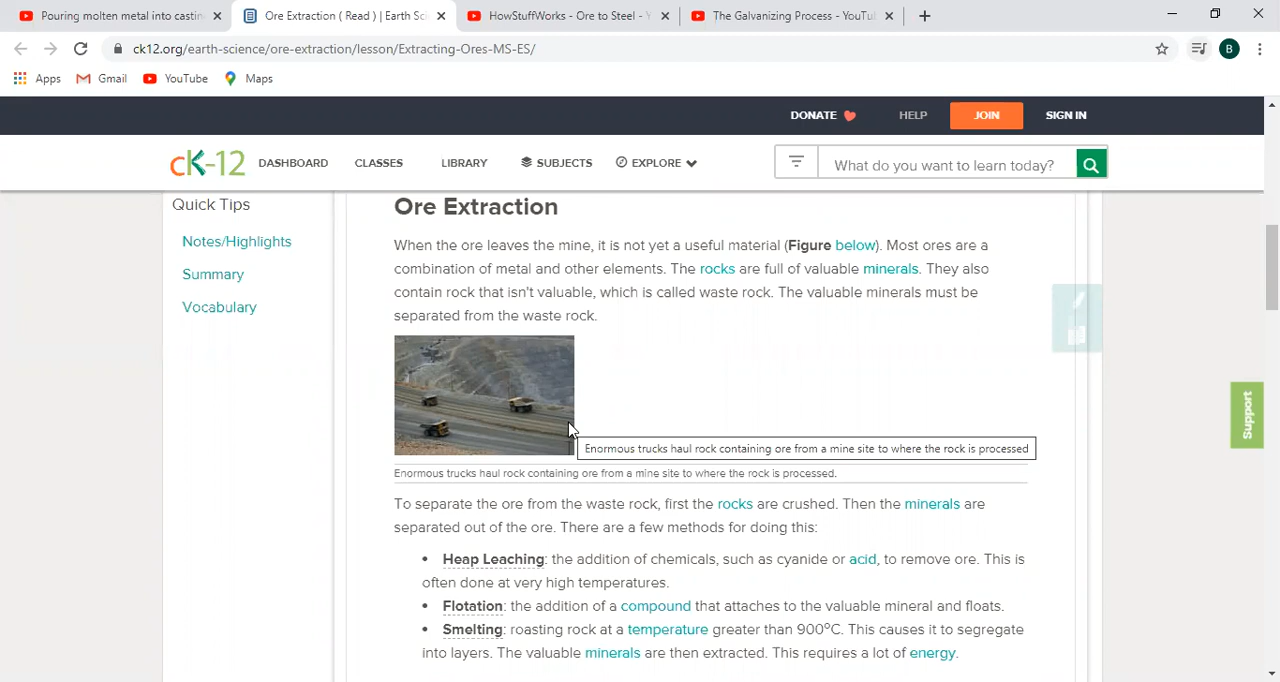 Pouring molten metal into castin
Ore Extraction ( Read ) | Earth Sc
HowStuffWorks - Ore to Steel - Y
The Galvanizing Process - YouTu
ck12.org/earth-science/ore-extraction/lesson/Extracting-Ores-MS-ES/
B
Apps
Gmail
YouTube
Maps
DONATE
HELP
JOIN
SIGN IN
cK-12
DASHBOARD
CLASSES
LIBRARY
SUBJECTS
EXPLORE
What do you want to learn today?
Quick Tips
Notes/Highlights
Summary
Vocabulary
Ore Extraction
When the ore leaves the mine, it is not yet a useful material (Figure below). Most ores are a
combination of metal and other elements. The rocks are full of valuable minerals. They also
contain rock that isn't valuable, which is called waste rock. The valuable minerals must be
separated from the waste rock.
Enormous trucks haul rock containing ore from a mine site to where the rock is processed
Enormous trucks haul rock containing ore from a mine site to where the rock is processed.
To separate the ore from the waste rock, first the rocks are crushed. Then the minerals are
separated out of the ore. There are a few methods for doing this:
• Heap Leaching: the addition of chemicals, such as cyanide or acid, to remove ore. This is
often done at very high temperatures.
• Flotation: the addition of a compound that attaches to the valuable mineral and floats.
• Smelting: roasting rock at a temperature greater than 900°C. This causes it to segregate
into layers. The valuable minerals are then extracted. This requires a lot of energy.
Support